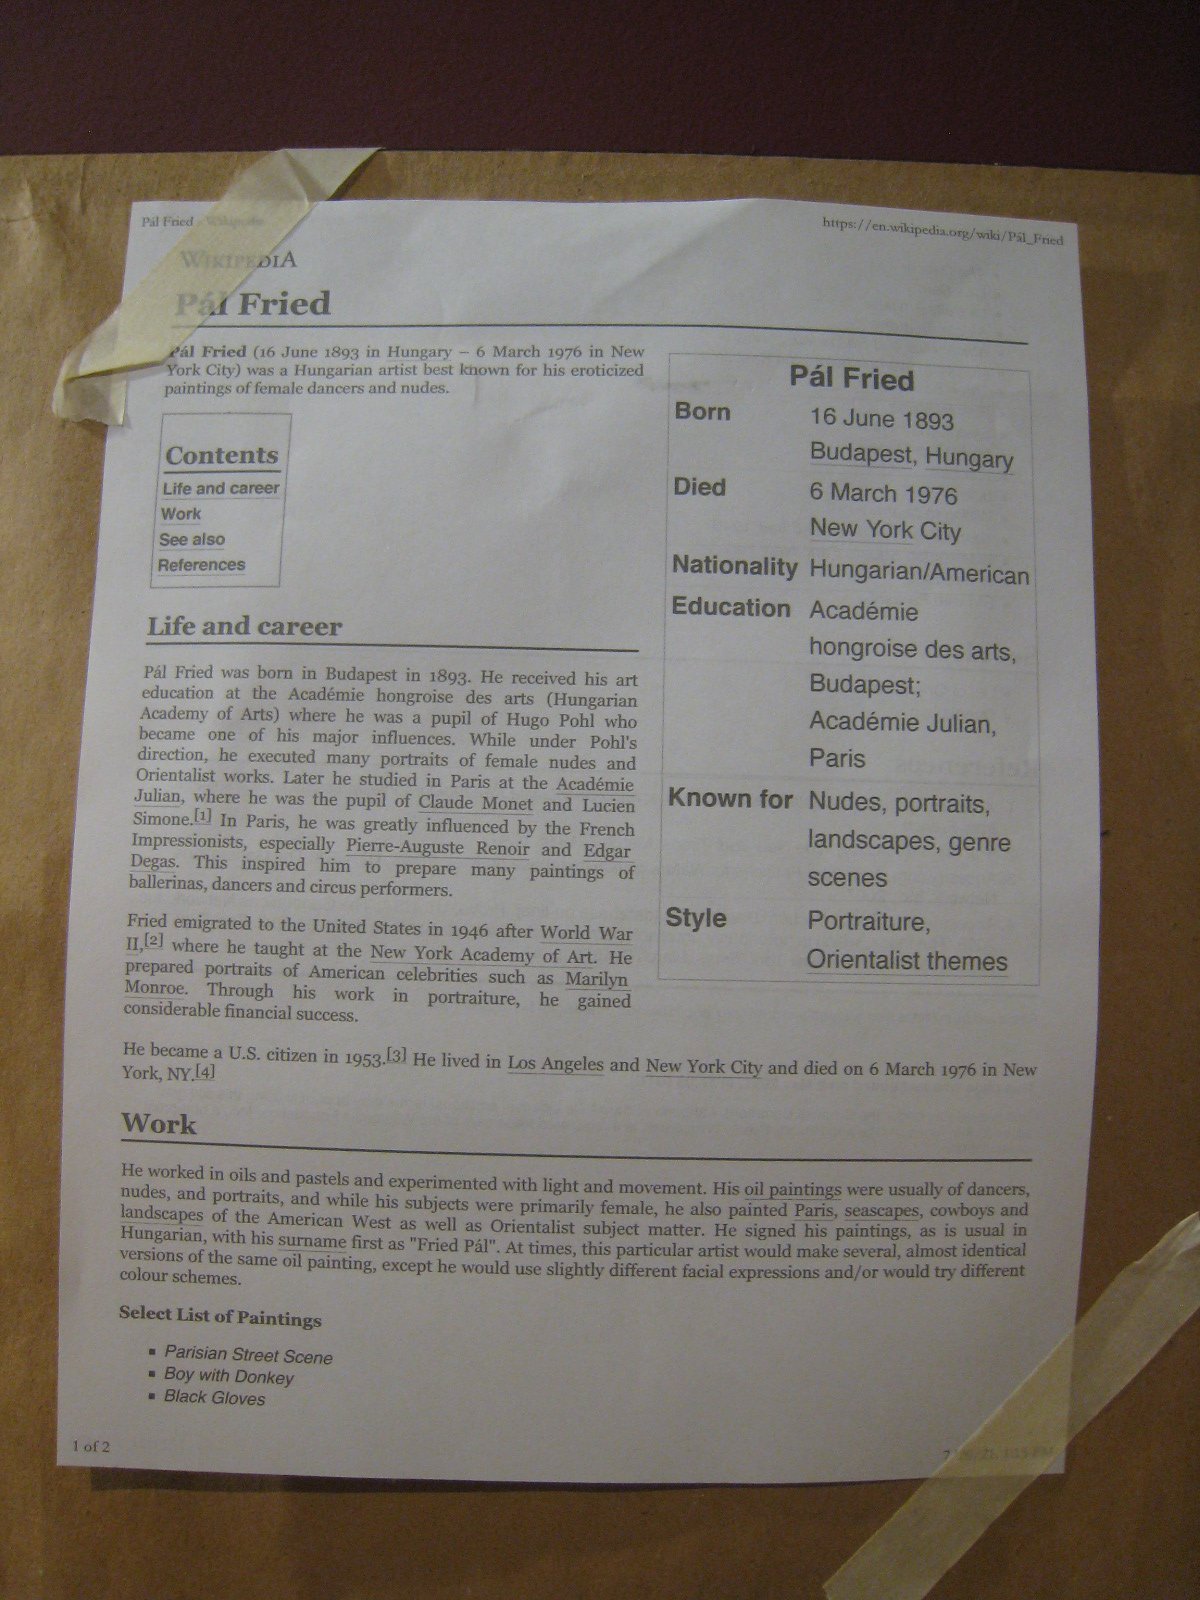 Pál Fried - Wikipedia
https://en.wikipedia.org/wiki/Pál_Fried
WIKIPEDIA
Pál Fried
Pál Fried (16 June 1893 in Hungary – 6 March 1976 in New
York City) was a Hungarian artist best known for his eroticized
paintings of female dancers and nudes.
Contents
Life and career
Work
See also
References
Pál Fried
Born 16 June 1893
Budapest, Hungary
Died 6 March 1976
New York City
Nationality Hungarian/American
Education Académie
hongroise des arts,
Budapest;
Académie Julian,
Paris
Known for Nudes, portraits,
landscapes, genre
scenes
Style Portraiture,
Orientalist themes
Life and career
Pál Fried was born in Budapest in 1893. He received his art
education at the Académie hongroise des arts (Hungarian
Academy of Arts) where he was a pupil of Hugo Pohl who
became one of his major influences. While under Pohl's
direction, he executed many portraits of female nudes and
Orientalist works. Later he studied in Paris at the Académie
Julian, where he was the pupil of Claude Monet and Lucien
Simone.[1] In Paris, he was greatly influenced by the French
Impressionists, especially Pierre-Auguste Renoir and Edgar
Degas. This inspired him to prepare many paintings of
ballerinas, dancers and circus performers.
Fried emigrated to the United States in 1946 after World War
II,[2] where he taught at the New York Academy of Art. He
prepared portraits of American celebrities such as Marilyn
Monroe. Through his work in portraiture, he gained
considerable financial success.
He became a U.S. citizen in 1953.[3] He lived in Los Angeles and New York City and died on 6 March 1976 in New
York, NY.[4]
Work
He worked in oils and pastels and experimented with light and movement. His oil paintings were usually of dancers,
nudes, and portraits, and while his subjects were primarily female, he also painted Paris, seascapes, cowboys and
landscapes of the American West as well as Orientalist subject matter. He signed his paintings, as is usual in
Hungarian, with his surname first as "Fried Pál". At times, this particular artist would make several, almost identical
versions of the same oil painting, except he would use slightly different facial expressions and/or would try different
colour schemes.
Select List of Paintings
▪ Parisian Street Scene
▪ Boy with Donkey
▪ Black Gloves
1 of 2